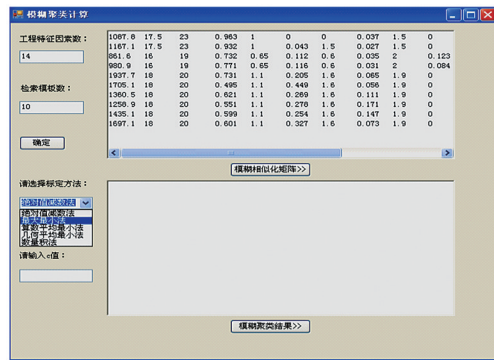 模糊聚类计算
工程特征因素数：
14
检索模板数：
10
确定
1087.8 17.5 23 0.963 1 0 0 0.037 1.5 0
1167.1 17.5 23 0.932 1 0.043 1.5 0.027 1.5 0
861.6 16 19 0.732 0.65 0.112 0.6 0.035 2 0.123
980.9 16 19 0.771 0.65 0.116 0.6 0.031 2 0.084
1937.7 18 20 0.731 1.1 0.205 1.6 0.065 1.9 0
1705.1 18 20 0.495 1.1 0.449 1.6 0.056 1.9 0
1360.5 18 20 0.621 1.1 0.269 1.6 0.111 1.9 0
1258.9 18 20 0.551 1.1 0.278 1.6 0.171 1.9 0
1435.1 18 20 0.599 1.1 0.254 1.6 0.147 1.9 0
1697.1 18 20 0.601 1.1 0.327 1.6 0.073 1.9 0
模糊相似化矩阵>>
请选择标定方法：
绝对值减数法
绝对值减数法
最大最小法
算数平均最小法
几何平均最小法
数量积法
请输入c值：
模糊聚类结果>>